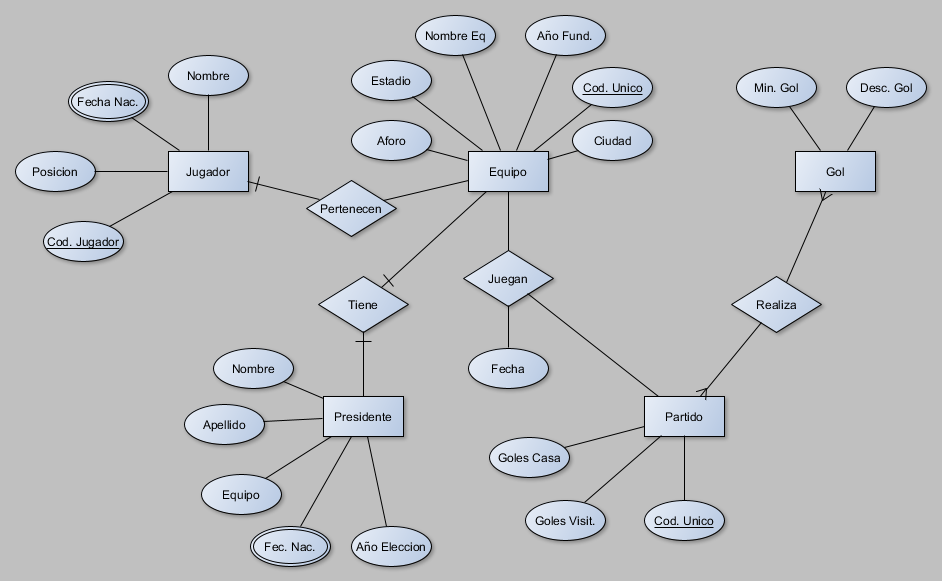 Nombre Eq
Año Fund.
Estadio
Nombre
Fecha Nac.
Cod. Unico
Min. Gol
Desc. Gol
Aforo
Ciudad
Posicion
Jugador
Equipo
Gol
Pertenecen
Cod. Jugador
Juegan
Tiene
Realiza
Nombre
Fecha
Presidente
Partido
Apellido
Goles Casa
Equipo
Goles Visit.
Cod. Unico
Fec. Nac.
Año Eleccion